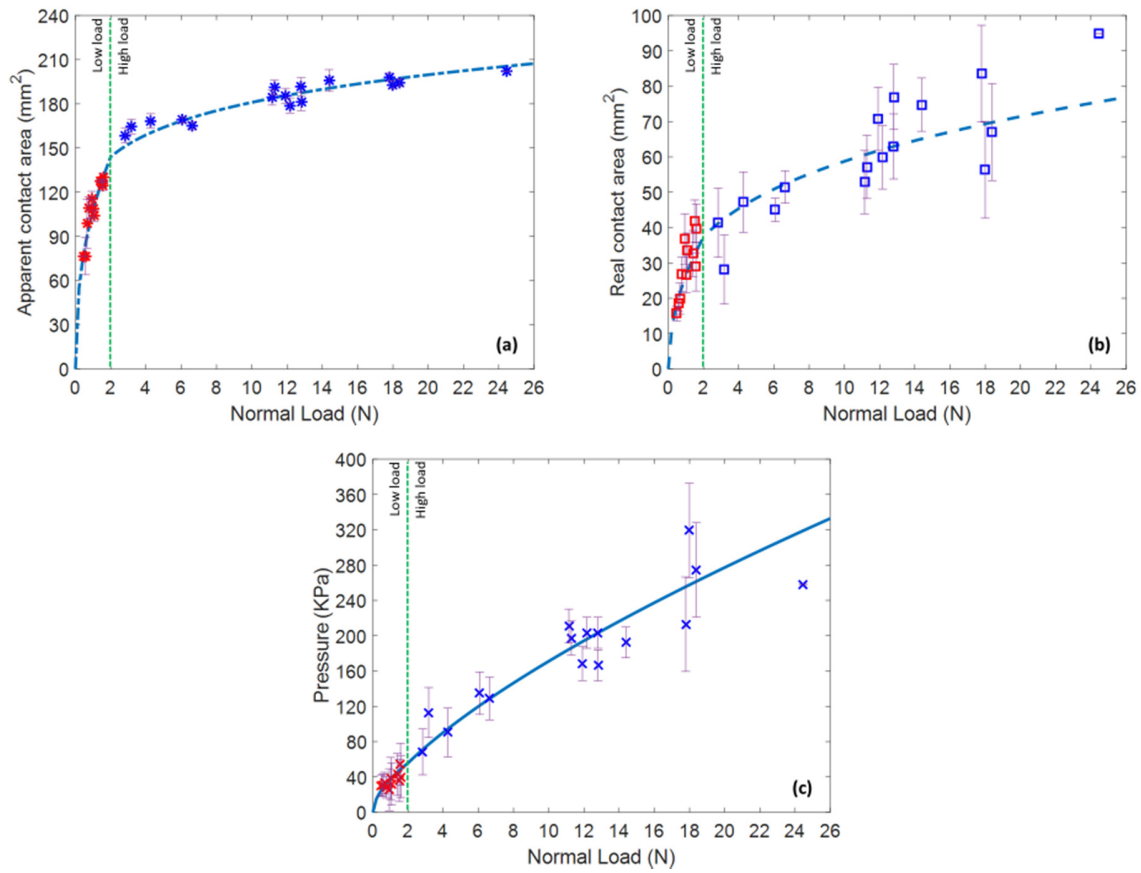 240
210
180
150
120
90
60
30
0
Apparent contact area (mm²)
Low load
High load
(a)
0 2 4 6 8 10 12 14 16 18 20 22 24 26
Normal Load (N)
100
90
80
70
60
50
40
30
20
10
0
Real contact area (mm²)
Low load
High load
(b)
0 2 4 6 8 10 12 14 16 18 20 22 24 26
Normal Load (N)
400
360
320
280
240
200
160
120
80
40
0
Pressure (KPa)
Low load
High load
(c)
0 2 4 6 8 10 12 14 16 18 20 22 24 26
Normal Load (N)